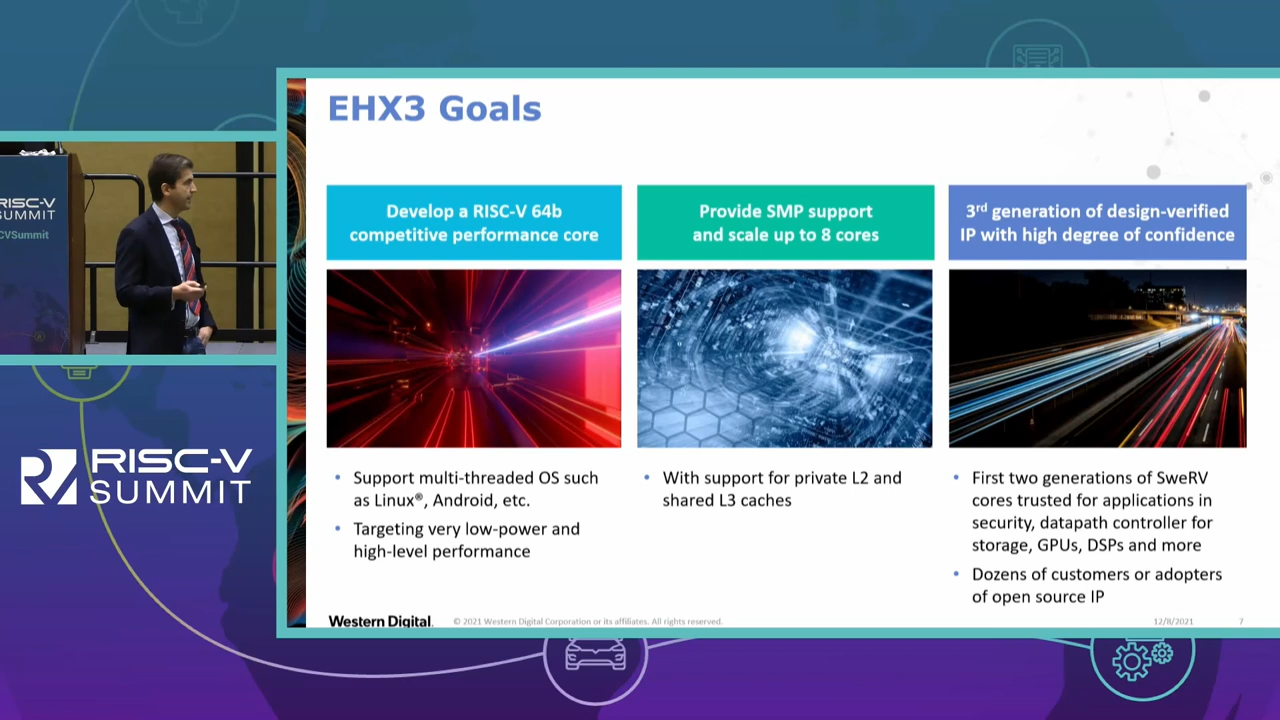 EHX3 Goals
Develop a RISC-V 64b
competitive performance core
Provide SMP support
and scale up to 8 cores
3rd generation of design-verified
IP with high degree of confidence
• Support multi-threaded OS such
as Linux®, Android, etc.
• Targeting very low-power and
high-level performance
• With support for private L2 and
shared L3 caches
• First two generations of SweRV
cores trusted for applications in
security, datapath controller for
storage, GPUs, DSPs and more
• Dozens of customers or adopters
of open source IP
Western Digital.
© 2021 Western Digital Corporation or its affiliates. All rights reserved.
12/8/2021
7
RISC-V
SUMMIT
CVSummit
RISC-V
SUMMIT